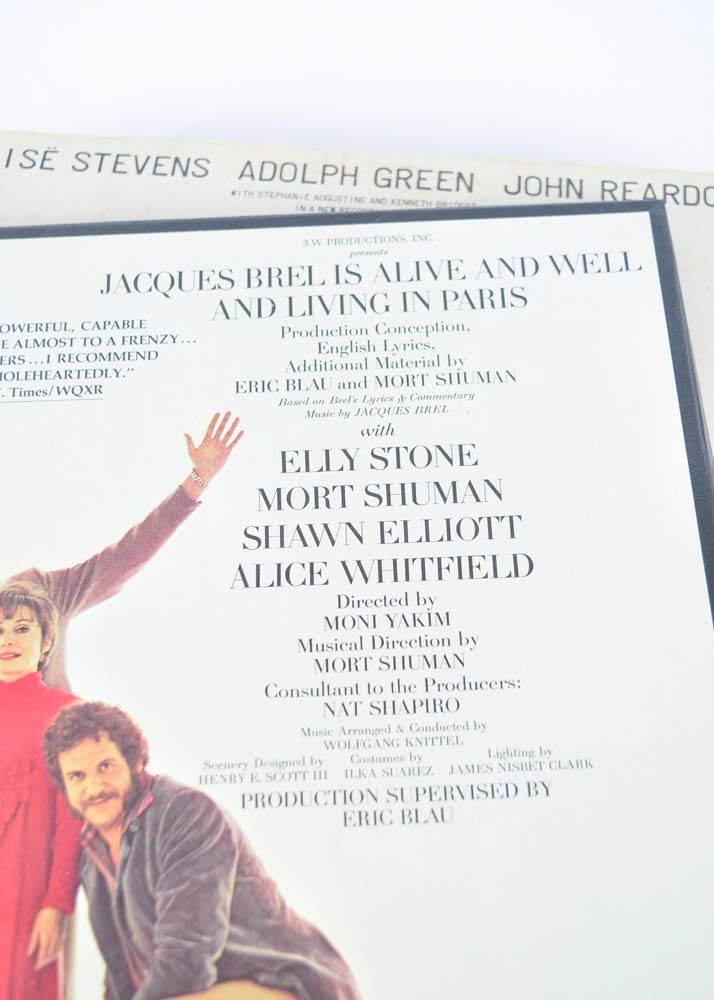 ISË STEVENS ADOLPH GREEN JOHN REARDO
WITH STEPHANIE AUGUSTINE AND KENNETH BRIDGES
IN A NEW RECOR
3 W PRODUCTIONS, INC.
presents
JACQUES BREL IS ALIVE AND WELL
AND LIVING IN PARIS
Production Conception,
English Lyrics,
Additional Material by
ERIC BLAU and MORT SHUMAN
Based on Brel's Lyrics & Commentary
Music by JACQUES BREL
OWERFUL, CAPABLE
E ALMOST TO A FRENZY...
ERS...I RECOMMEND
HOLEHEARTEDLY."
. Times/WQXR
with
ELLY STONE
MORT SHUMAN
SHAWN ELLIOTT
ALICE WHITFIELD
Directed by
MONI YAKIM
Musical Direction by
MORT SHUMAN
Consultant to the Producers:
NAT SHAPIRO
Music Arranged & Conducted by
WOLFGANG KNITTEL
Scenery Designed by Costumes by Lighting by
HENRY E. SCOTT III ILKA SUAREZ JAMES NISBET CLARK
PRODUCTION SUPERVISED BY
ERIC BLAU